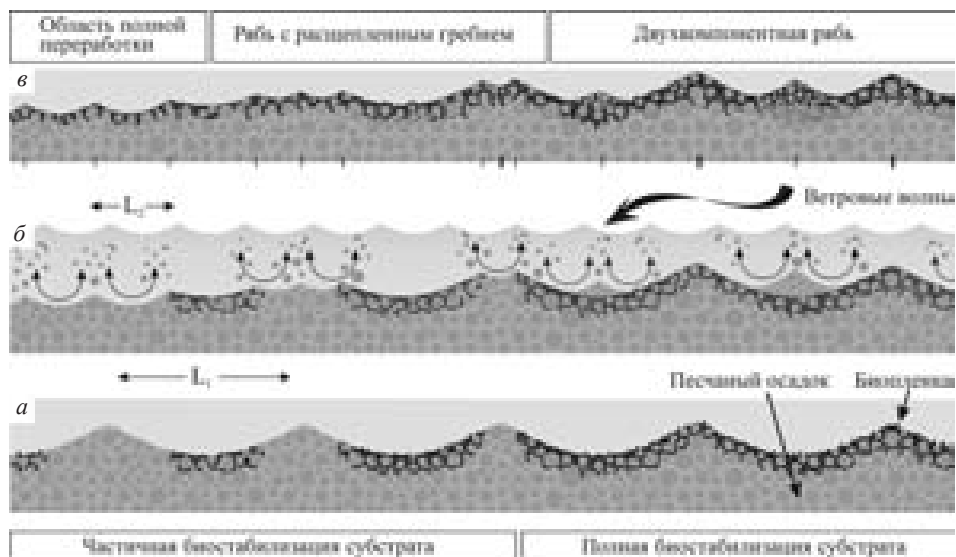 Область полной
переработки
Рябь с расщепленным гребнем
Двухкомпонентная рябь
в
L₂
Ветровые волны
б
L₁
Песчаный осадок
Биопленка
а
Частичная биостабилизация субстрата
Полная биостабилизация субстрата